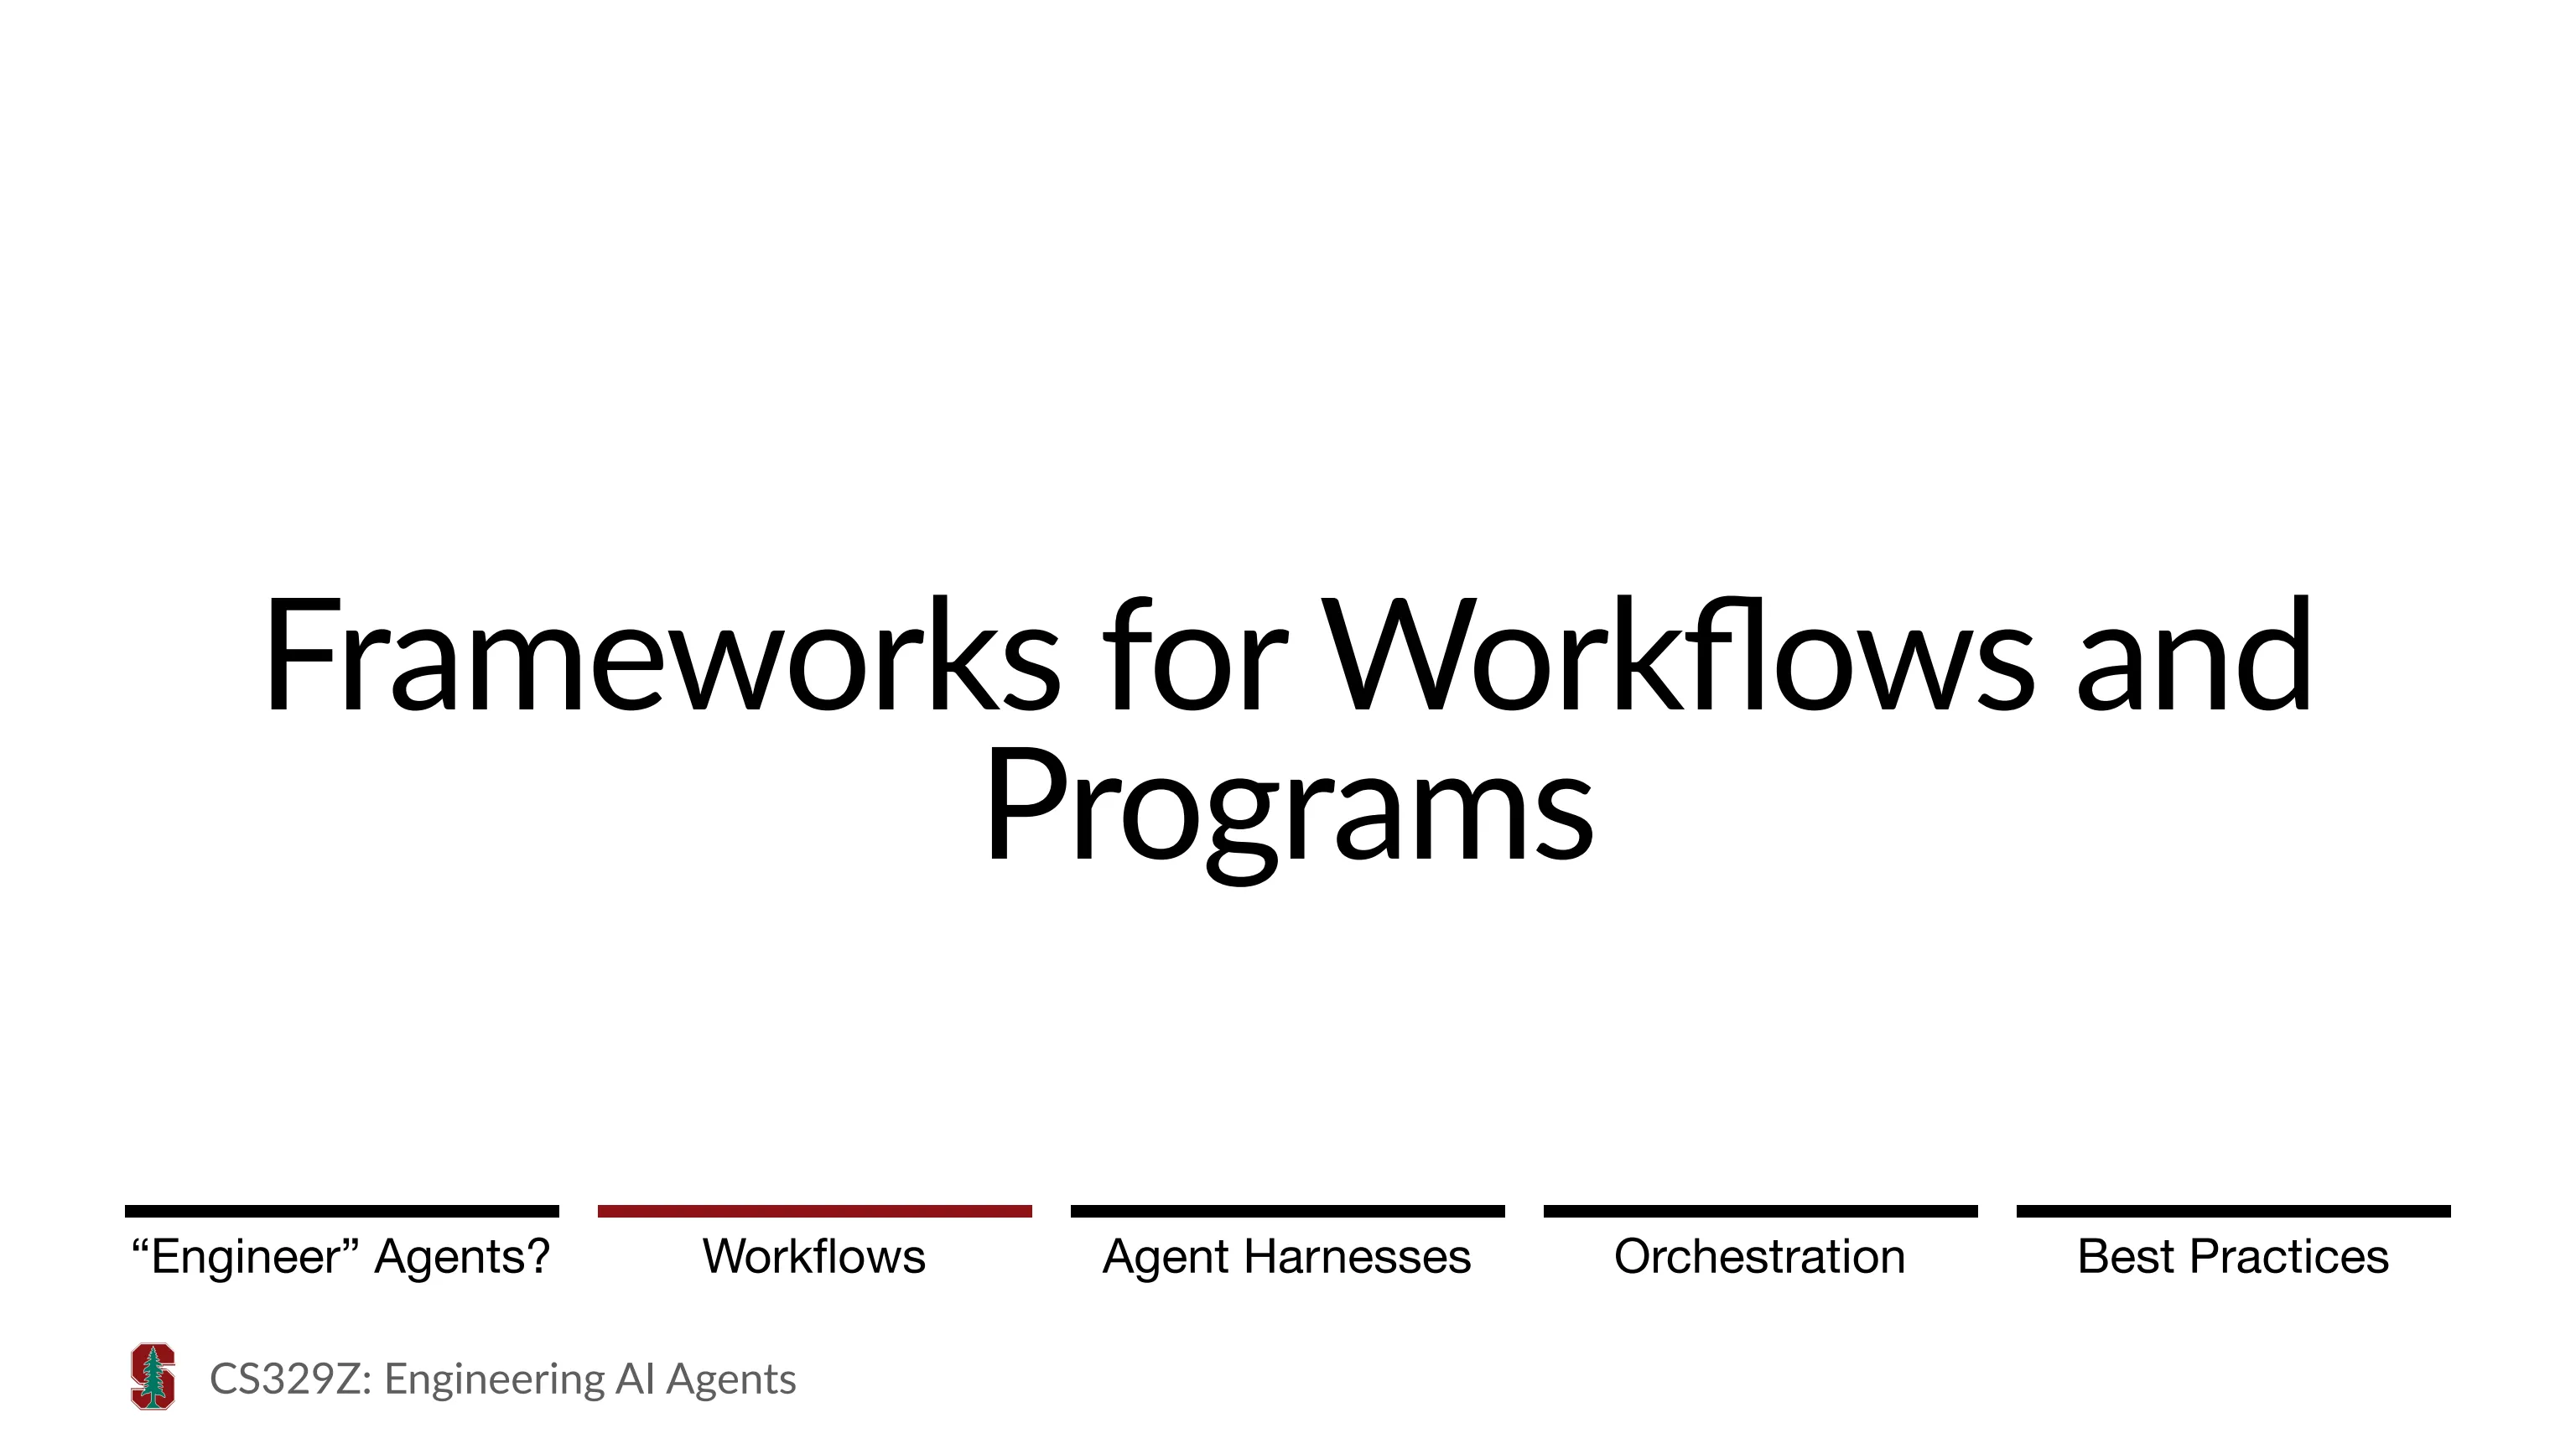 Frameworks for Workflows and
Programs
“Engineer” Agents?
Workflows
Agent Harnesses
Orchestration
Best Practices
CS329Z: Engineering AI Agents